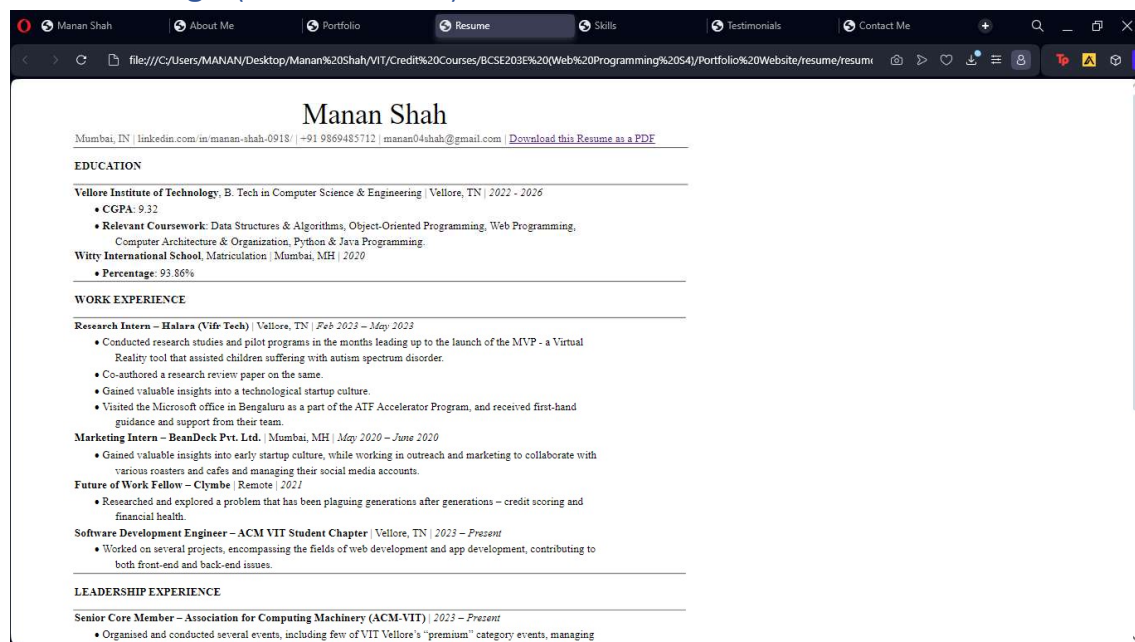 Manan Shah
About Me
Portfolio
Resume
Skills
Testimonials
Contact Me
file:///C:/Users/MANAN/Desktop/Manan%20Shah/VIT/Credit%20Courses/BCSE203E%20(Web%20Programming%20S4)/Portfolio%20Website/resume/resume
Manan Shah
Mumbai, IN | linkedin.com/in/manan-shah-0918/ | +91 9869485712 | manan04shah@gmail.com | Download this Resume as a PDF
EDUCATION
Vellore Institute of Technology, B. Tech in Computer Science & Engineering | Vellore, TN | 2022 - 2026
• CGPA: 9.32
• Relevant Coursework: Data Structures & Algorithms, Object-Oriented Programming, Web Programming,
Computer Architecture & Organization, Python & Java Programming.
Witty International School, Matriculation | Mumbai, MH | 2020
• Percentage: 93.86%
WORK EXPERIENCE
Research Intern – Halara (Vifr Tech) | Vellore, TN | Feb 2023 – May 2023
• Conducted research studies and pilot programs in the months leading up to the launch of the MVP - a Virtual
Reality tool that assisted children suffering with autism spectrum disorder.
• Co-authored a research review paper on the same.
• Gained valuable insights into a technological startup culture.
• Visited the Microsoft office in Bengaluru as a part of the ATF Accelerator Program, and received first-hand
guidance and support from their team.
Marketing Intern – BeanDeck Pvt. Ltd. | Mumbai, MH | May 2020 – June 2020
• Gained valuable insights into early startup culture, while working in outreach and marketing to collaborate with
various roasters and cafes and managing their social media accounts.
Future of Work Fellow – Clymbe | Remote | 2021
• Researched and explored a problem that has been plaguing generations after generations – credit scoring and
financial health.
Software Development Engineer – ACM VIT Student Chapter | Vellore, TN | 2023 – Present
• Worked on several projects, encompassing the fields of web development and app development, contributing to
both front-end and back-end issues.
LEADERSHIP EXPERIENCE
Senior Core Member – Association for Computing Machinery (ACM-VIT) | 2023 – Present
• Organised and conducted several events, including few of VIT Vellore's “premium” category events, managing